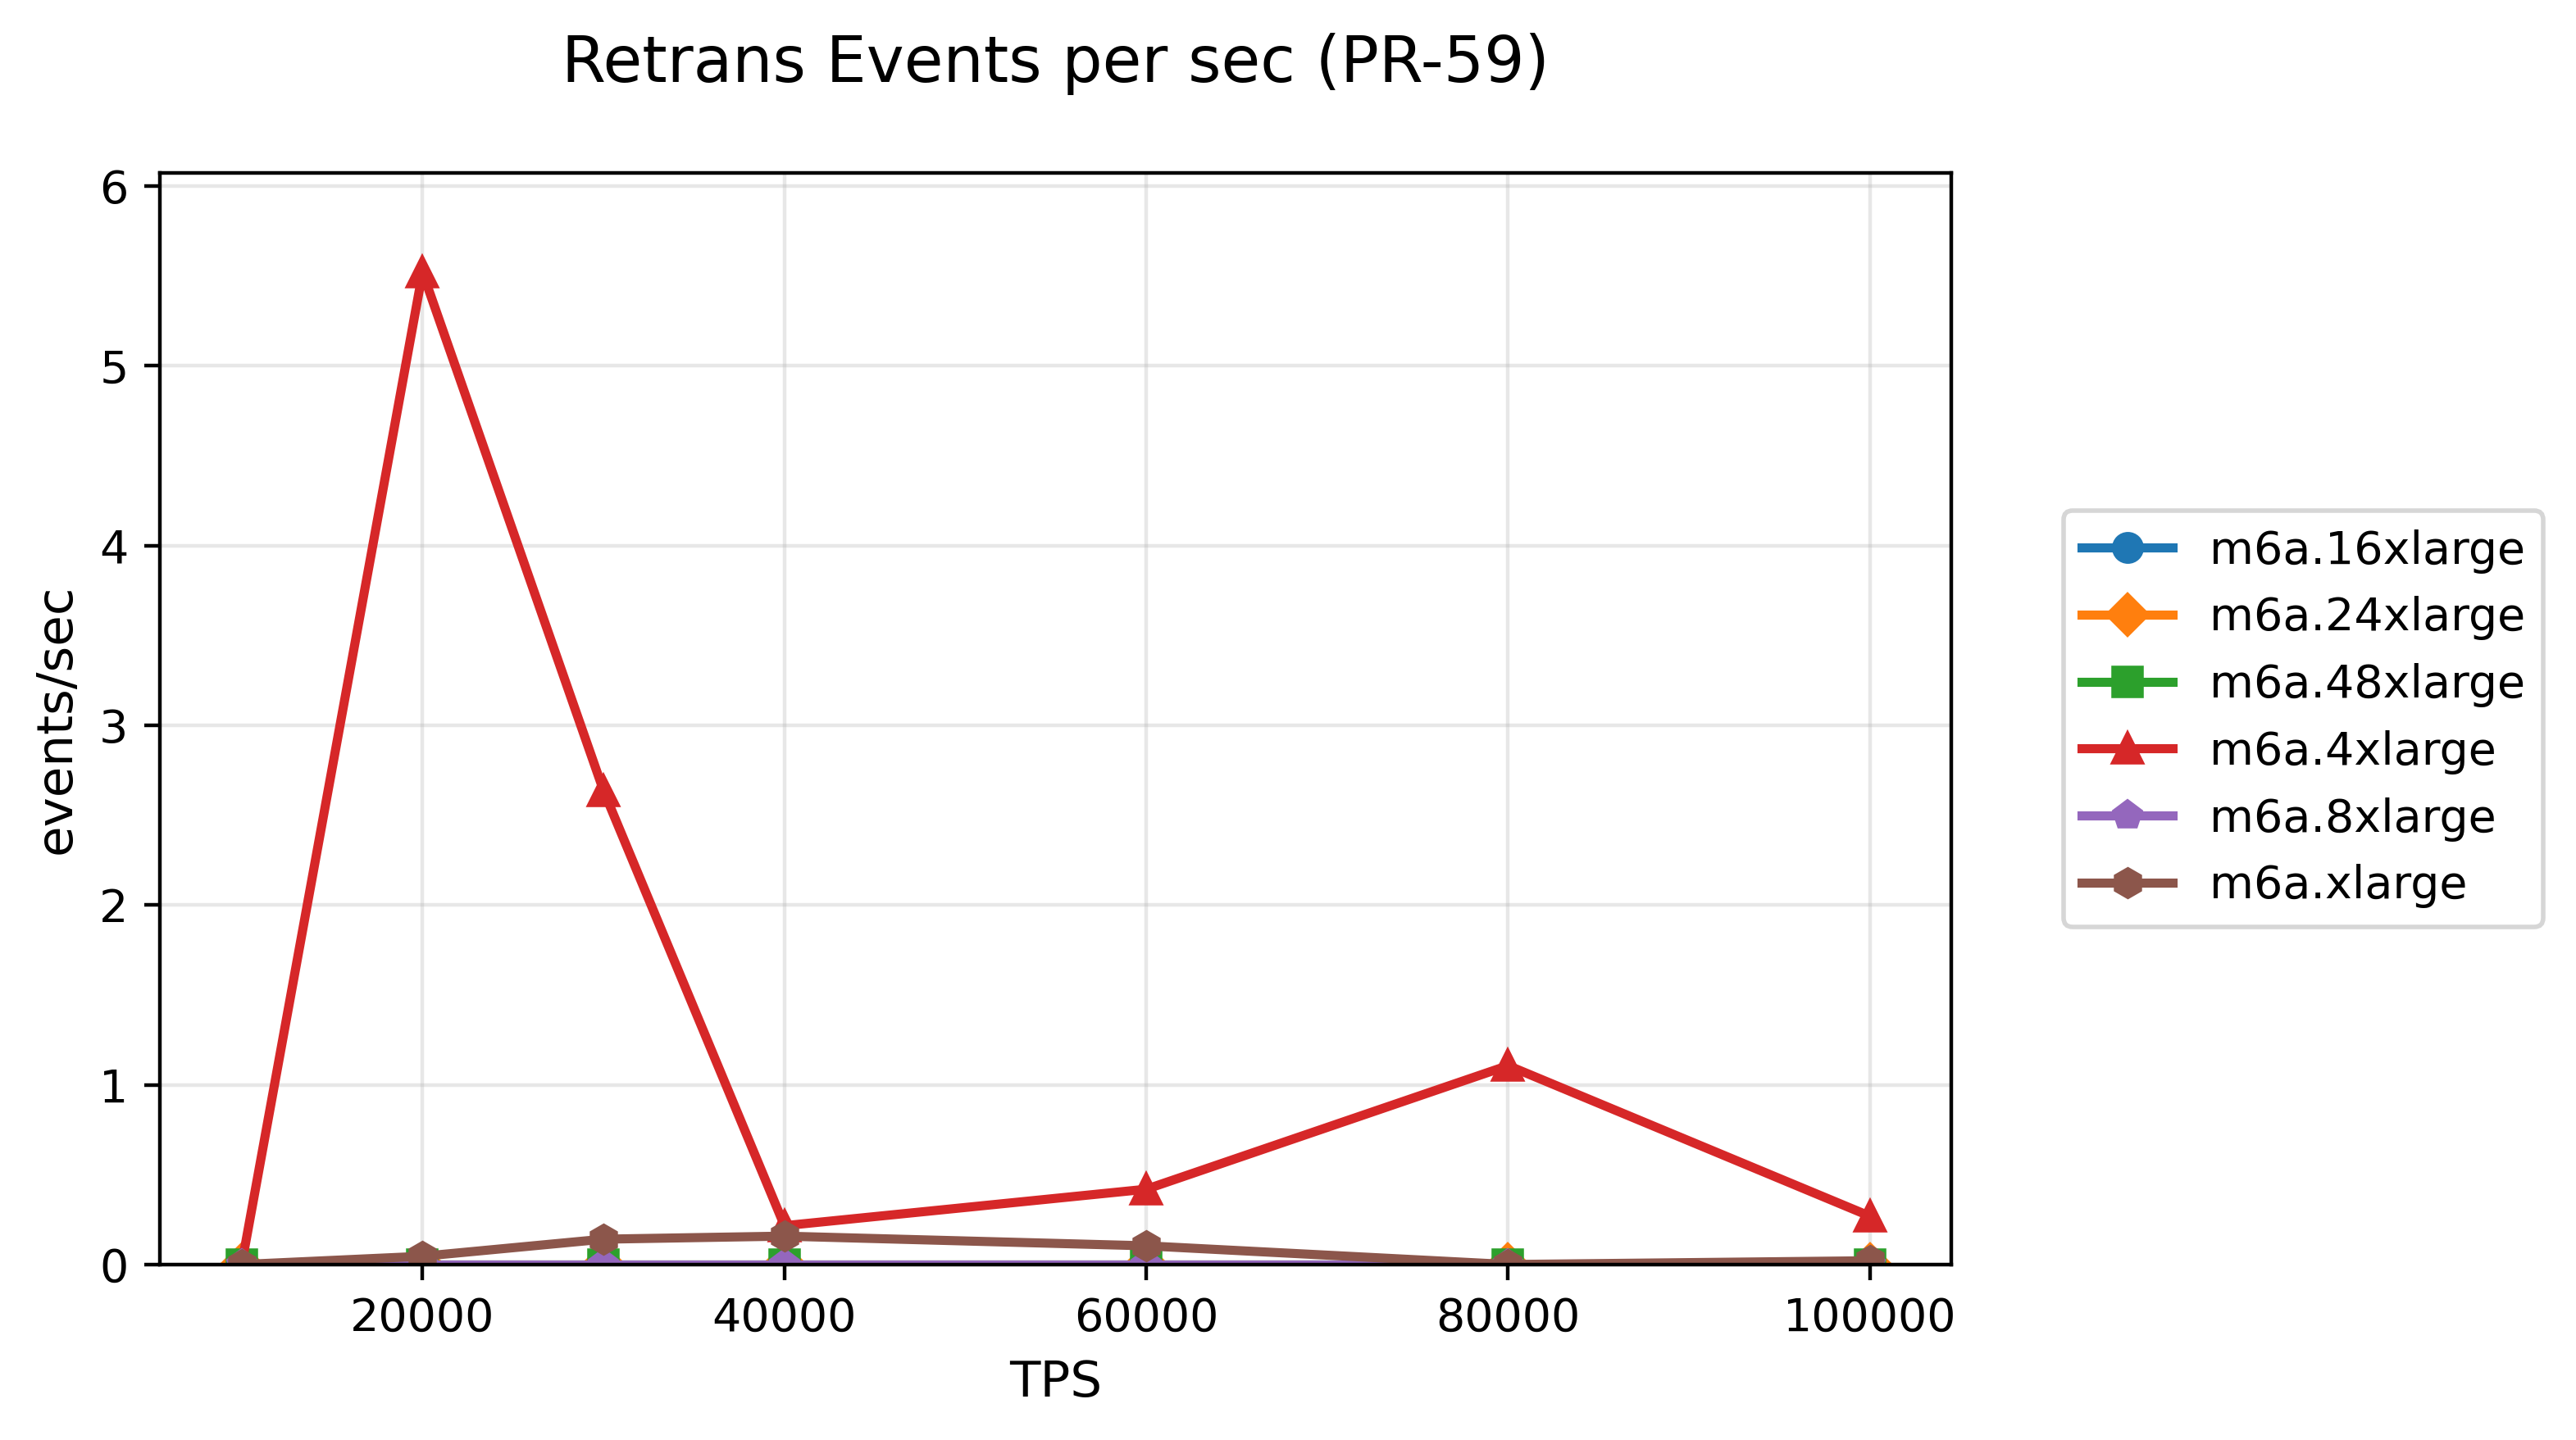 Retrans Events per sec (PR-59)
events/sec
6
5
4
3
2
1
0
20000 40000 60000 80000 100000
TPS
m6a.16xlarge
m6a.24xlarge
m6a.48xlarge
m6a.4xlarge
m6a.8xlarge
m6a.xlarge